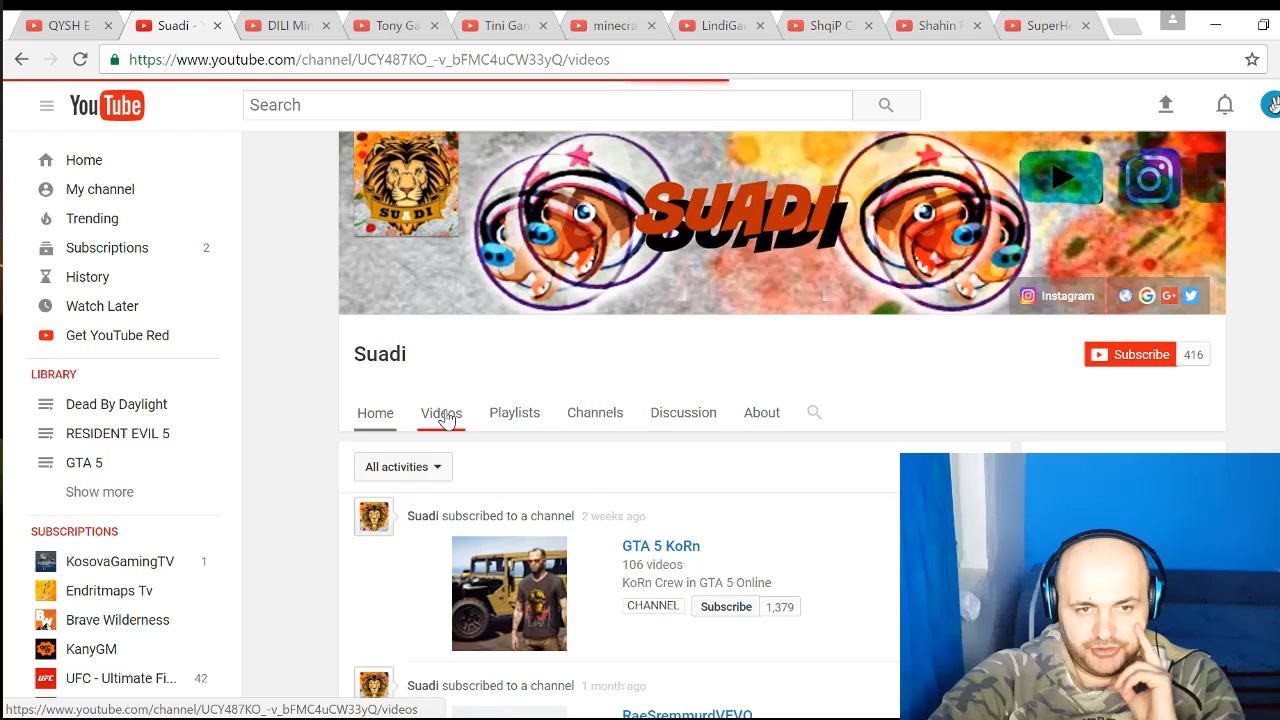 QYSH E
Suadi - Y
DILI Min
Tony Ga
Tini Gan
minecra
LindiGa
ShqiP C
Shahin
SuperHe
https://www.youtube.com/channel/UCY487KO_-v_bFMC4uCW33yQ/videos
YouTube
Search
Home
My channel
Trending
Subscriptions 2
History
Watch Later
Get YouTube Red
LIBRARY
Dead By Daylight
RESIDENT EVIL 5
GTA 5
Show more
SUBSCRIPTIONS
KosovaGamingTV 1
Endritmaps Tv
Brave Wilderness
KanyGM
UFC
UFC - Ultimate Fi... 42
SUADI
SUADI
Instagram
Suadi
Subscribe 416
Home Videos Playlists Channels Discussion About
All activities
Suadi subscribed to a channel 2 weeks ago
GTA 5 KoRn
106 videos
KoRn Crew in GTA 5 Online
CHANNEL Subscribe 1,379
Suadi subscribed to a channel 1 month ago
RaeSremmurdVEVO
https://www.youtube.com/channel/UCY487KO_-v_bFMC4uCW33yQ/videos